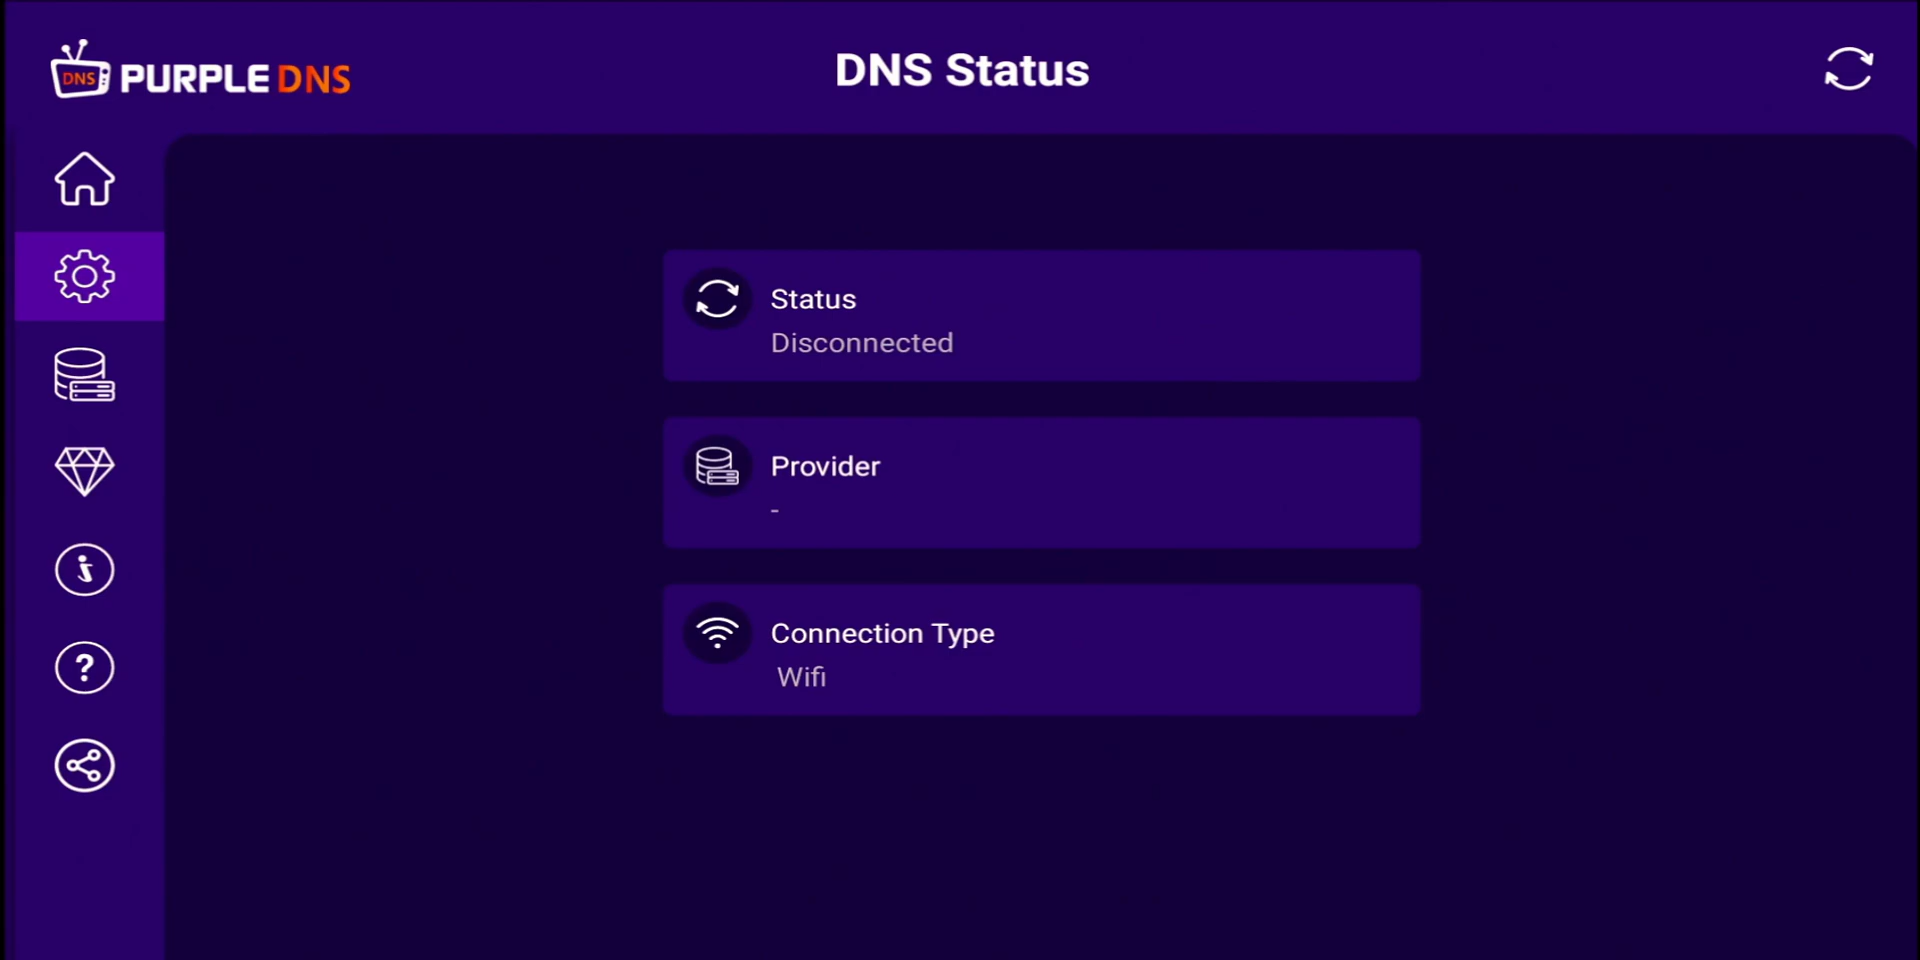 DNS PURPLE DNS
DNS Status
Status
Disconnected
Provider
-
Connection Type
Wifi